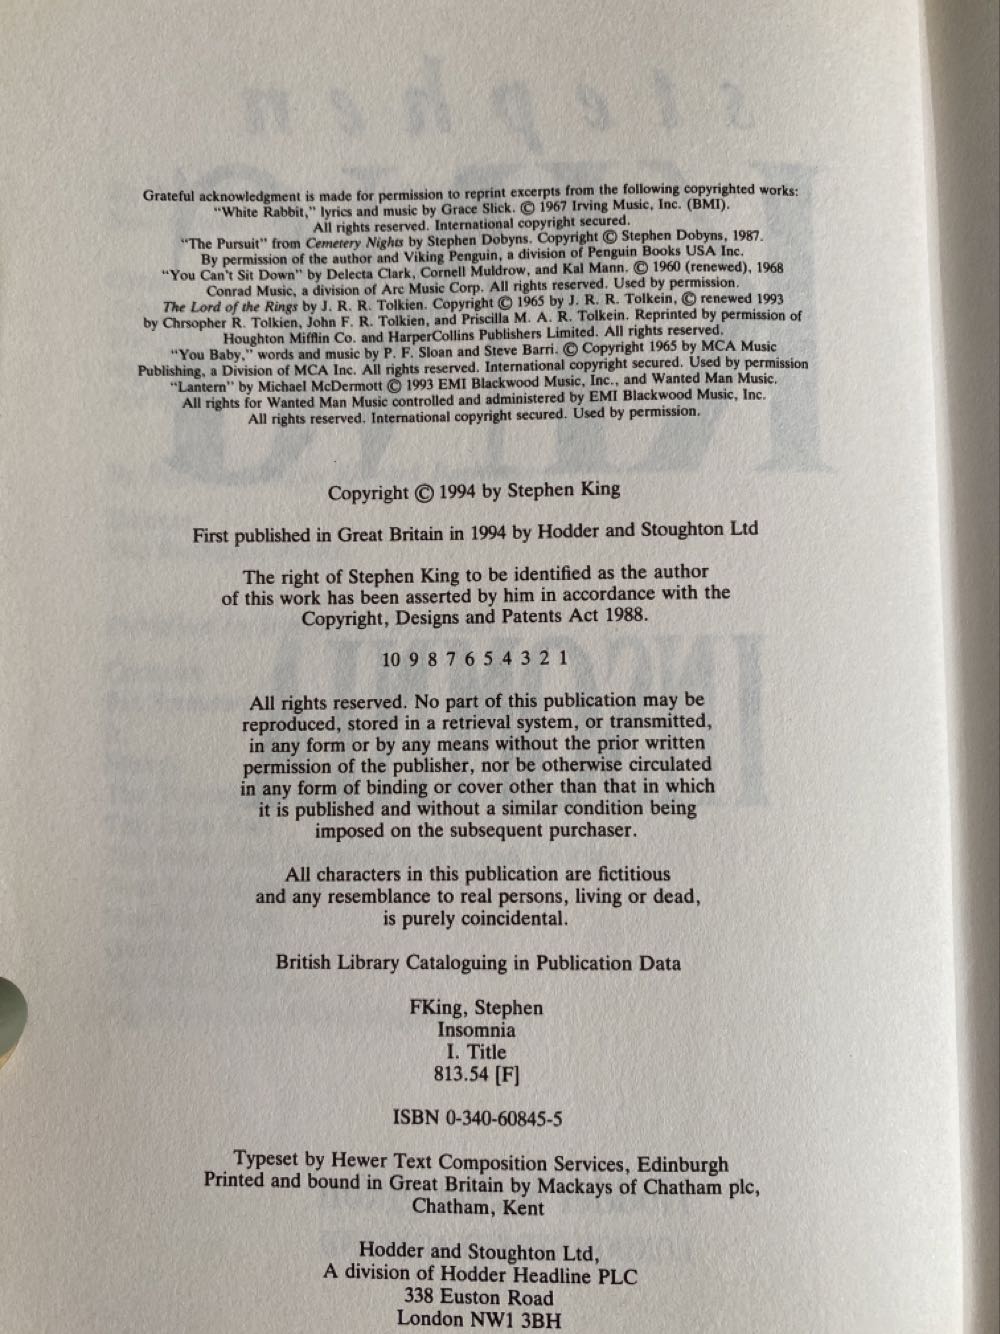 Grateful acknowledgment is made for permission to reprint excerpts from the following copyrighted works:
"White Rabbit," lyrics and music by Grace Slick. © 1967 Irving Music, Inc. (BMI).
All rights reserved. International copyright secured.
"The Pursuit" from Cemetery Nights by Stephen Dobyns. Copyright © Stephen Dobyns, 1987.
By permission of the author and Viking Penguin, a division of Penguin Books USA Inc.
"You Can't Sit Down" by Delecta Clark, Cornell Muldrow, and Kal Mann. © 1960 (renewed), 1968
Conrad Music, a division of Arc Music Corp. All rights reserved. Used by permission.
The Lord of the Rings by J. R. R. Tolkien. Copyright © 1965 by J. R. R. Tolkein, © renewed 1993
by Chrsopher R. Tolkien, John F. R. Tolkien, and Priscilla M. A. R. Tolkein. Reprinted by permission of
Houghton Mifflin Co. and HarperCollins Publishers Limited. All rights reserved.
"You Baby," words and music by P. F. Sloan and Steve Barri. © Copyright 1965 by MCA Music
Publishing, a Division of MCA Inc. All rights reserved. International copyright secured. Used by permission
"Lantern" by Michael McDermott © 1993 EMI Blackwood Music, Inc., and Wanted Man Music.
All rights for Wanted Man Music controlled and administered by EMI Blackwood Music, Inc.
All rights reserved. International copyright secured. Used by permission.
Copyright © 1994 by Stephen King
First published in Great Britain in 1994 by Hodder and Stoughton Ltd
The right of Stephen King to be identified as the author
of this work has been asserted by him in accordance with the
Copyright, Designs and Patents Act 1988.
10 9 8 7 6 5 4 3 2 1
All rights reserved. No part of this publication may be
reproduced, stored in a retrieval system, or transmitted,
in any form or by any means without the prior written
permission of the publisher, nor be otherwise circulated
in any form of binding or cover other than that in which
it is published and without a similar condition being
imposed on the subsequent purchaser.
All characters in this publication are fictitious
and any resemblance to real persons, living or dead,
is purely coincidental.
British Library Cataloguing in Publication Data
FKing, Stephen
Insomnia
I. Title
813.54 [F]
ISBN 0-340-60845-5
Typeset by Hewer Text Composition Services, Edinburgh
Printed and bound in Great Britain by Mackays of Chatham plc,
Chatham, Kent
Hodder and Stoughton Ltd,
A division of Hodder Headline PLC
338 Euston Road
London NW1 3BH